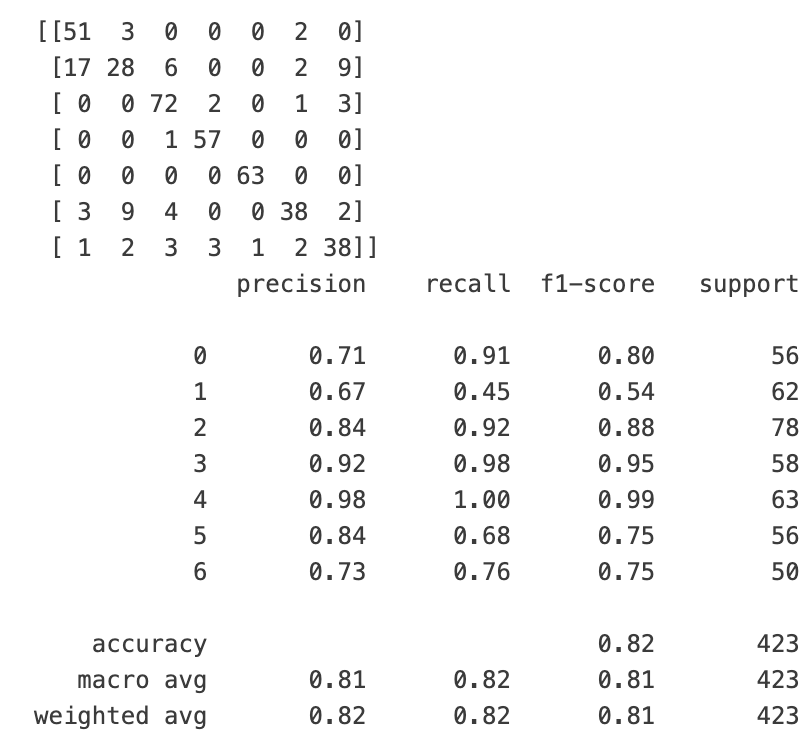 [[51  3  0  0  0  2  0]
 [17 28  6  0  0  2  9]
 [ 0  0 72  2  0  1  3]
 [ 0  0  1 57  0  0  0]
 [ 0  0  0  0 63  0  0]
 [ 3  9  4  0  0 38  2]
 [ 1  2  3  3  1  2 38]]
              precision    recall  f1-score   support
           0       0.71      0.91      0.80        56
           1       0.67      0.45      0.54        62
           2       0.84      0.92      0.88        78
           3       0.92      0.98      0.95        58
           4       0.98      1.00      0.99        63
           5       0.84      0.68      0.75        56
           6       0.73      0.76      0.75        50
    accuracy                           0.82       423
   macro avg       0.81      0.82      0.81       423
weighted avg       0.82      0.82      0.81       423